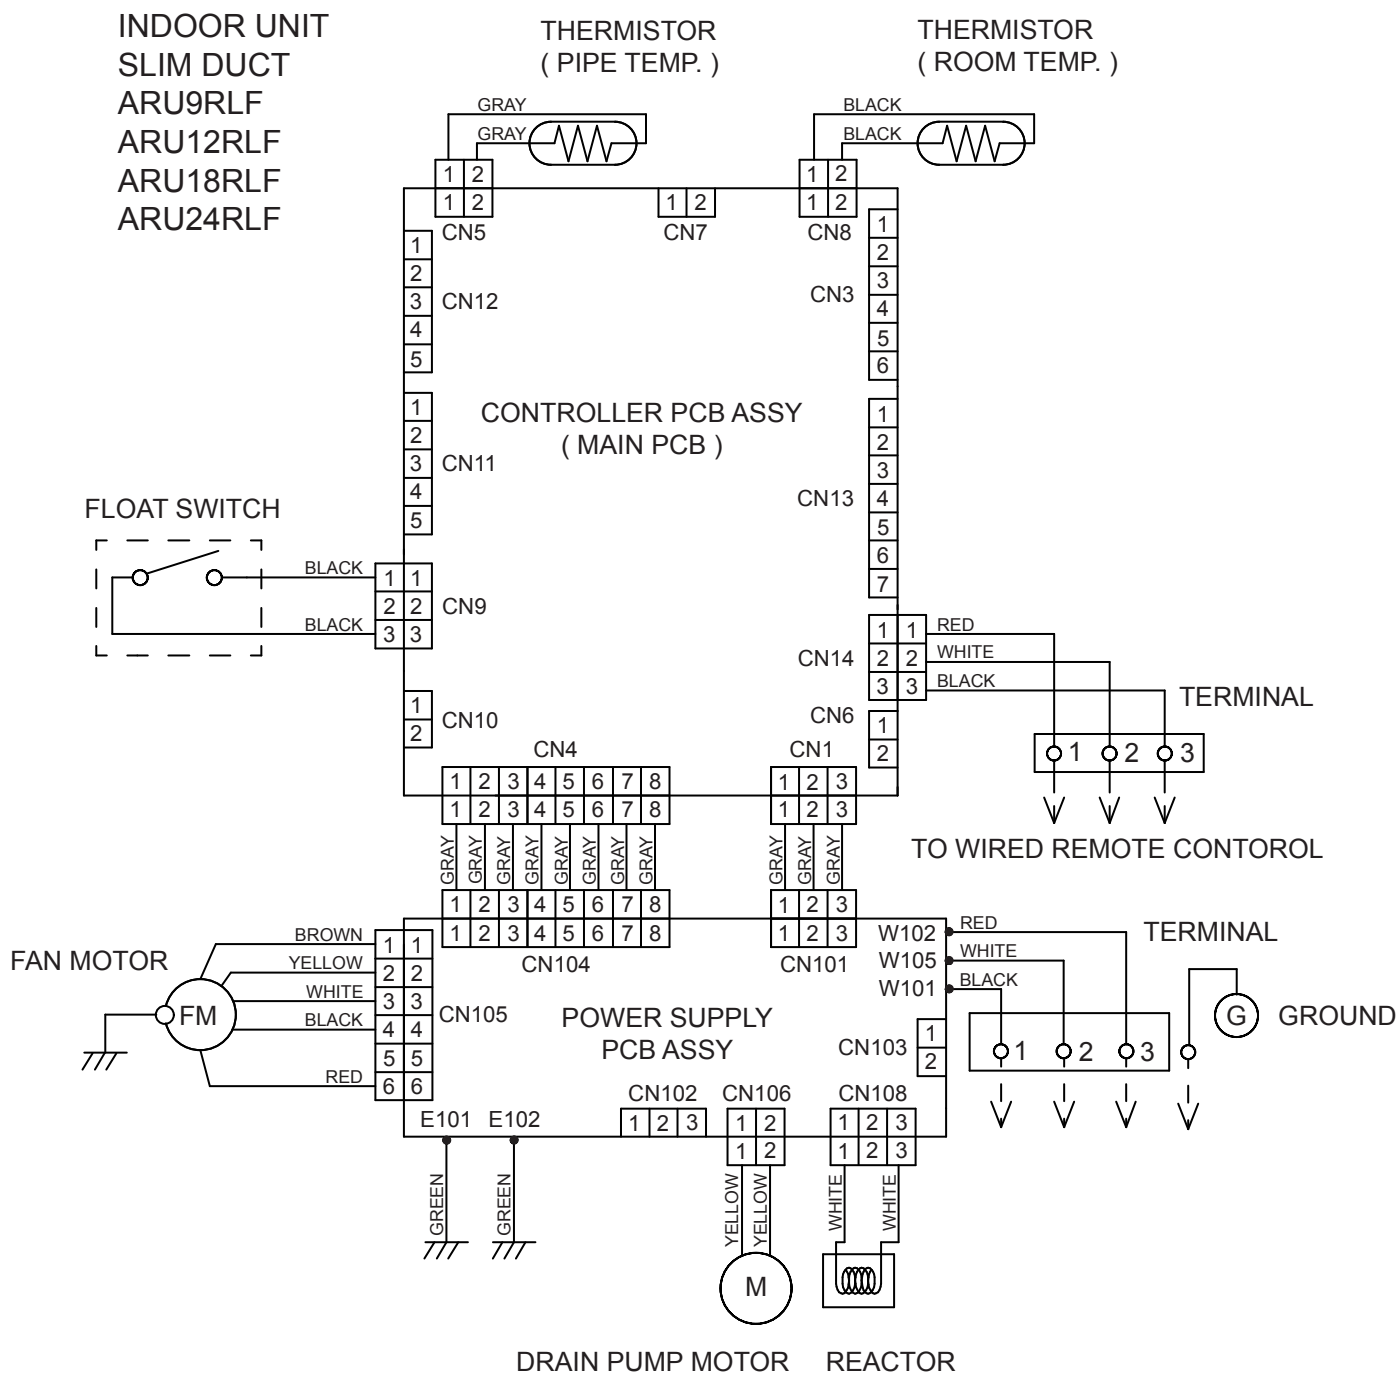 INDOOR UNIT
SLIM DUCT
ARU9RLF
ARU12RLF
ARU18RLF
ARU24RLF
THERMISTOR
( PIPE TEMP. )
THERMISTOR
( ROOM TEMP. )
GRAY
GRAY
BLACK
BLACK
1 2
1 2
CN5
1 2
CN7
1 2
1 2
CN8
1
2
3
4
5
CN12
1
2
3
4
5
6
CN3
1
2
3
4
5
CN11
CONTROLLER PCB ASSY
( MAIN PCB )
1
2
3
4
5
6
7
CN13
FLOAT SWITCH
BLACK
BLACK
1 1
2 2
3 3
CN9
CN14
1 1 RED
2 2 WHITE
3 3 BLACK
TERMINAL
1 2 3
TO WIRED REMOTE CONTOROL
1
2
CN10
CN6
1
2
CN4
1 2 3 4 5 6 7 8
1 2 3 4 5 6 7 8
GRAY GRAY GRAY GRAY GRAY GRAY GRAY GRAY
1 2 3 4 5 6 7 8
1 2 3 4 5 6 7 8
CN104
CN1
1 2 3
1 2 3
GRAY GRAY GRAY
1 2 3
1 2 3
CN101
FAN MOTOR
FM
BROWN 1 1
YELLOW 2 2
WHITE 3 3
BLACK 4 4
5 5
RED 6 6
CN105
POWER SUPPLY
PCB ASSY
W102 RED
W105 WHITE
W101 BLACK
TERMINAL
1 2 3
G GROUND
CN103
1
2
E101 E102
GREEN GREEN
CN102
1 2 3
CN106
1 2
1 2
YELLOW YELLOW
M
DRAIN PUMP MOTOR
CN108
1 2 3
1 2 3
WHITE WHITE
REACTOR